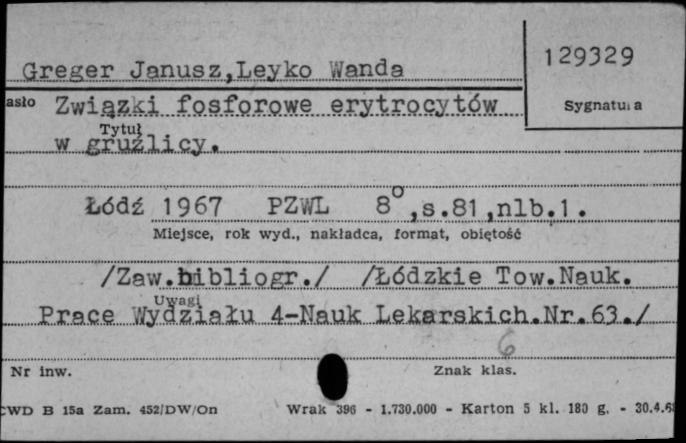 Greger Janusz,Leyko Wanda
129329
asło Związki fosforowe erytrocytów
Sygnatura
Tytuł
w gruźlicy.
Łódź 1967 PZWL 8°,s.81,nlb.1.
Miejsce, rok wyd., nakładca, format, objętość
/Zaw.bibliogr./ /Łódzkie Tow.Nauk.
Uwagi
Prace Wydziału 4-Nauk Lekarskich.Nr.63./
6
Nr inw.
Znak klas.
CWD B 15a Zam. 452/DW/On Wrak 396 - 1.730.000 - Karton 5 kl. 180 g. - 30.4.68